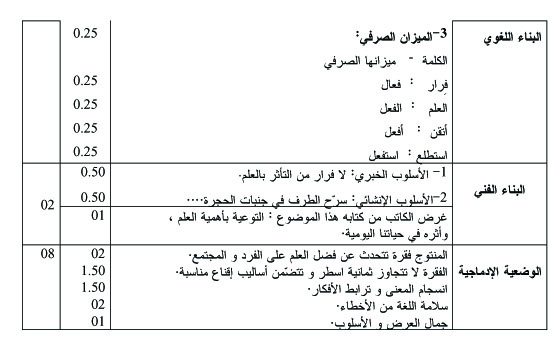 البناء اللغوي
3-الميزان الصرفي:
0.25
الكلمة - ميزانها الصرفي
فِرار : فعال
0.25
العلم : الفعل
0.25
أتقن : أفعل
0.25
استطلع : استفعل
0.25
البناء الفني
1- الأسلوب الخبري: لا فرار من التأثر بالعلم.
0.50
2-الأسلوب الإنشائي: سرّح الطرف في جنبات الحجرة....
0.50
02
غرض الكاتب من كتابه هذا الموضوع : التوعية بأهمية العلم ،
01
وأثره في حياتنا اليومية.
الوضعية الإدماجية
المنتوج فقرة تتحدث عن فضل العلم على الفرد و المجتمع.
02
08
الفقرة لا تتجاوز ثمانية اسطر و تتضمّن أساليب إقناع مناسبة.
1.50
انسجام المعنى و ترابط الأفكار.
1.50
سلامة اللغة من الأخطاء.
02
جمال العرض و الأسلوب.
01